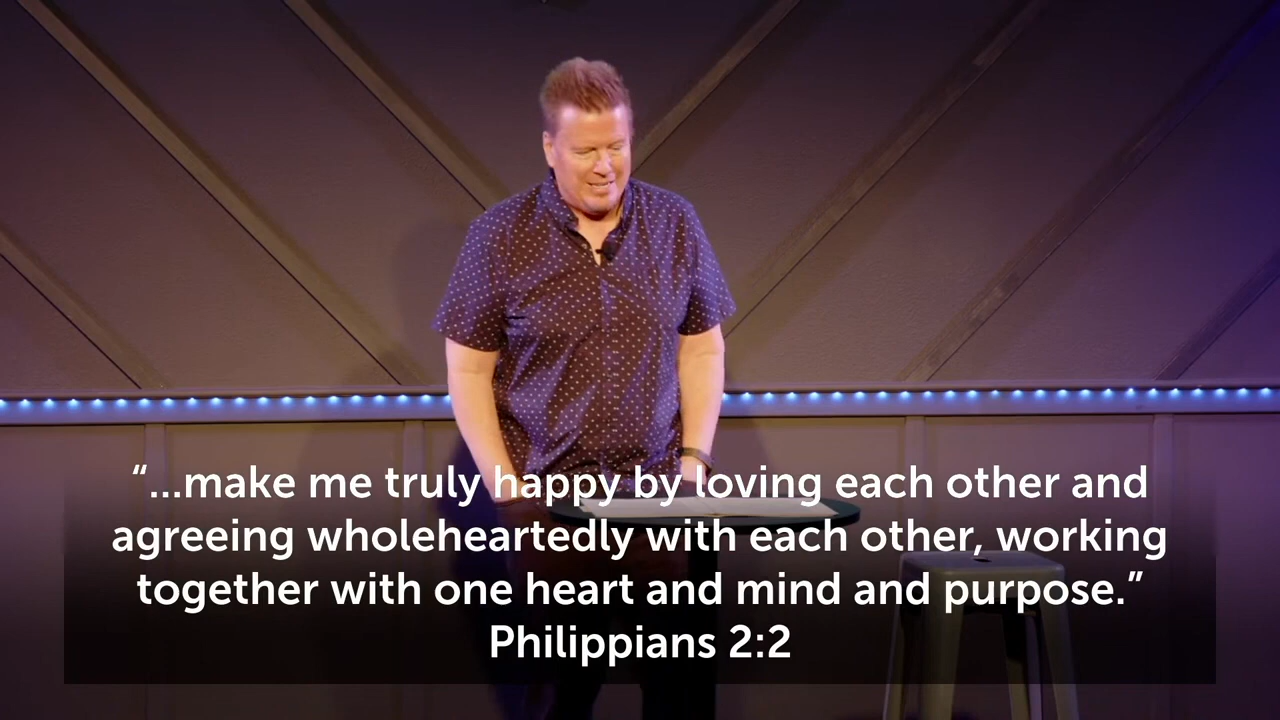 “...make me truly happy by loving each other and
agreeing wholeheartedly with each other, working
together with one heart and mind and purpose.”
Philippians 2:2